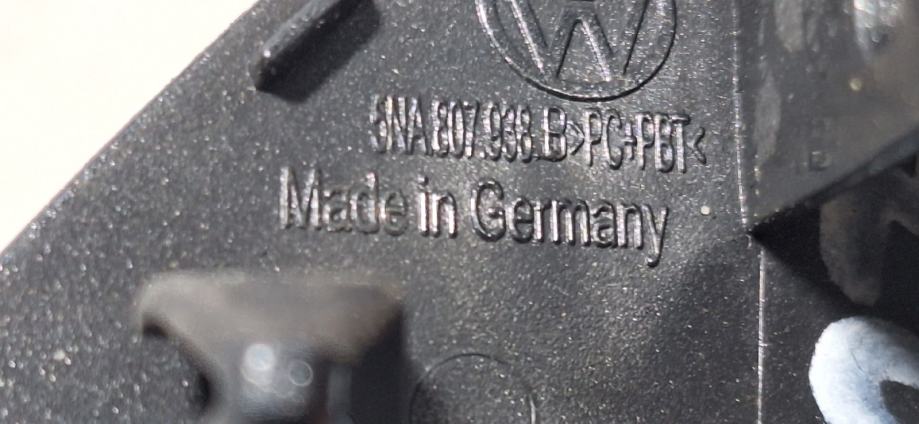 5NA.807.938.B >PC+PBT<
Made in Germany